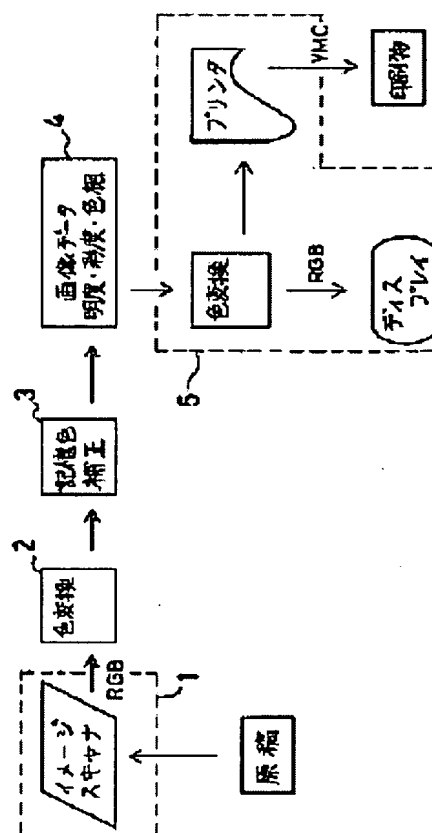 原稿
イメージ
スキャナ
1
RGB
色変換
2
記憶色
補正
3
画像データ
明度・彩度・色相
4
色変換
5
RGB
ディス
プレイ
プリンタ
YMC
印刷物